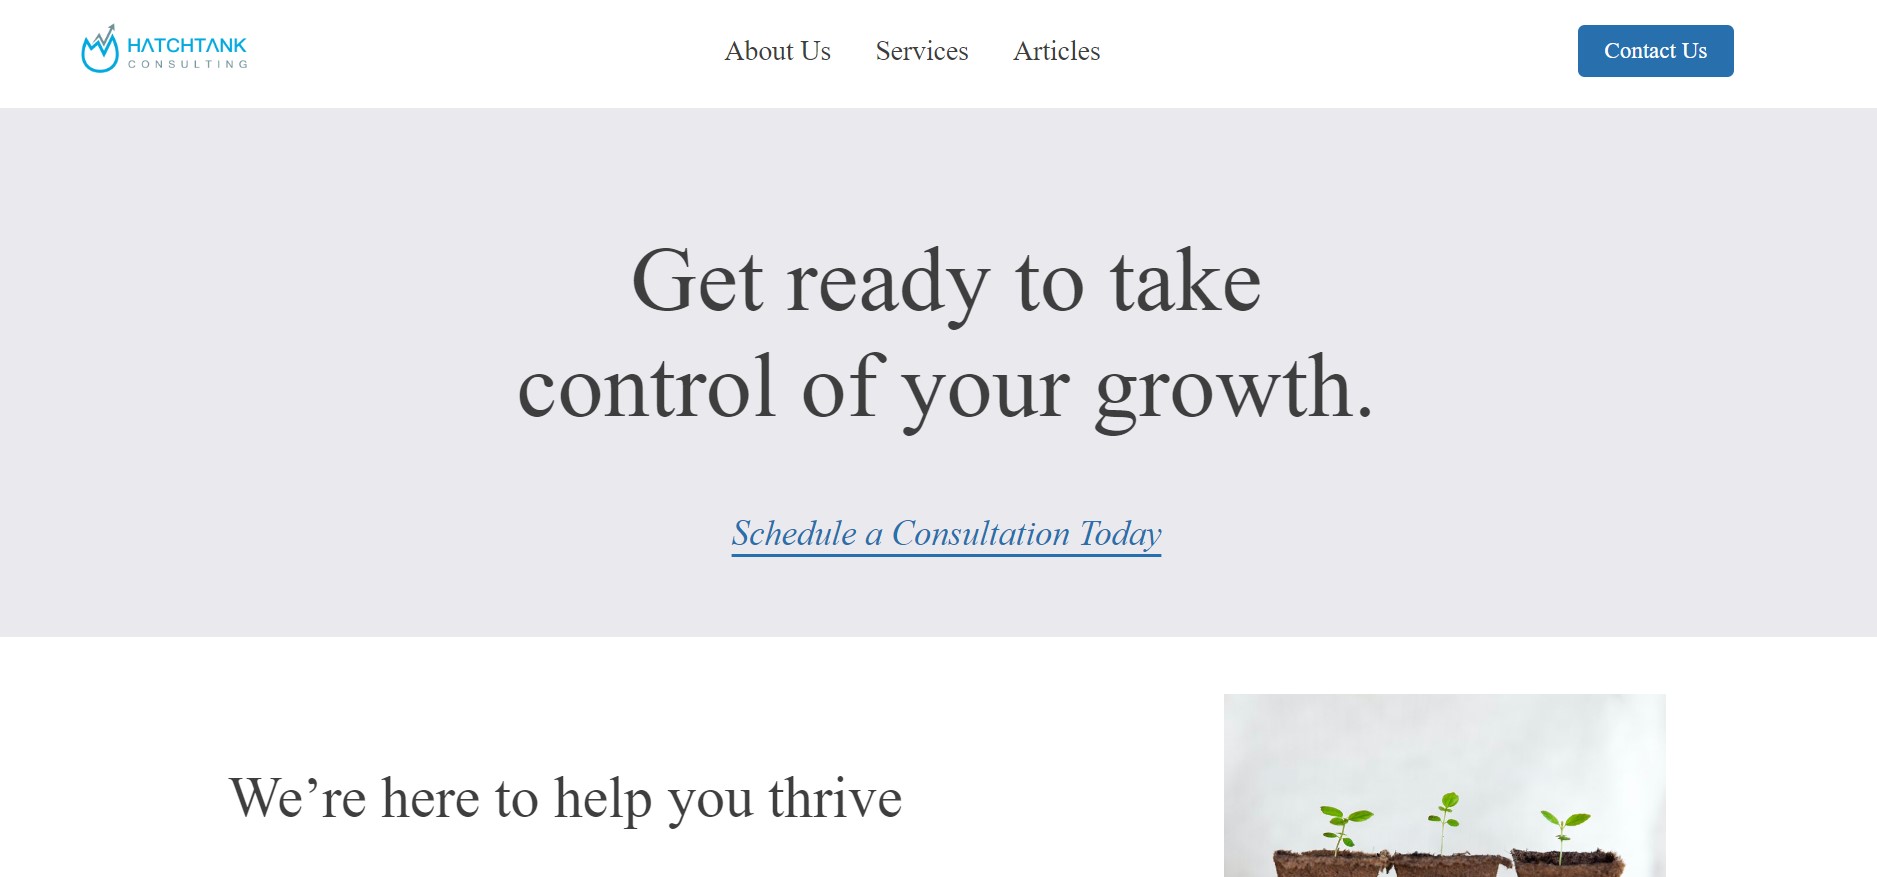 HATCHTANK
CONSULTING
About Us
Services
Articles
Contact Us
Get ready to take
control of your growth.
Schedule a Consultation Today
We’re here to help you thrive